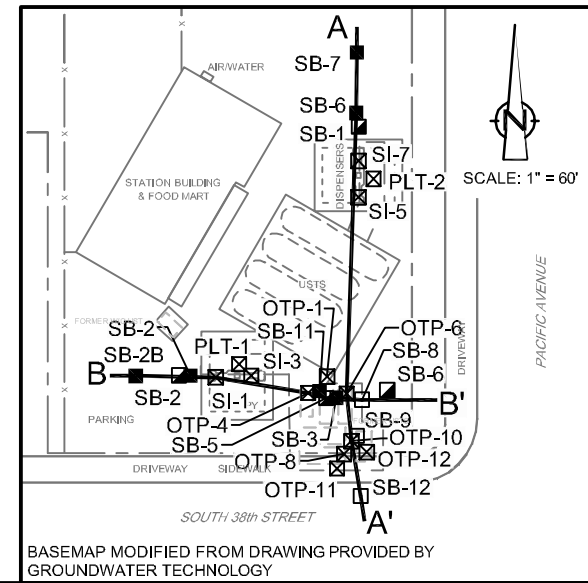 A
SB-7
AIR/WATER
SB-6
SB-1
N
SI-7
DISPENSERS
PLT-2
SCALE: 1" = 60'
STATION BUILDING
& FOOD MART
SI-5
USTS
PACIFIC AVENUE
OTP-1
SB-11
OTP-6
SB-2
PLT-1
SB-8
DRIVEWAY
SB-2B
SI-3
SB-6
B
B'
SB-2
SI-1
SB-9
PARKING
OTP-4
SB-5
SB-3
OTP-10
OTP-8
OTP-12
DRIVEWAY
SIDEWALK
OTP-11
SB-12
SOUTH 38th STREET
A'
BASEMAP MODIFIED FROM DRAWING PROVIDED BY
GROUNDWATER TECHNOLOGY